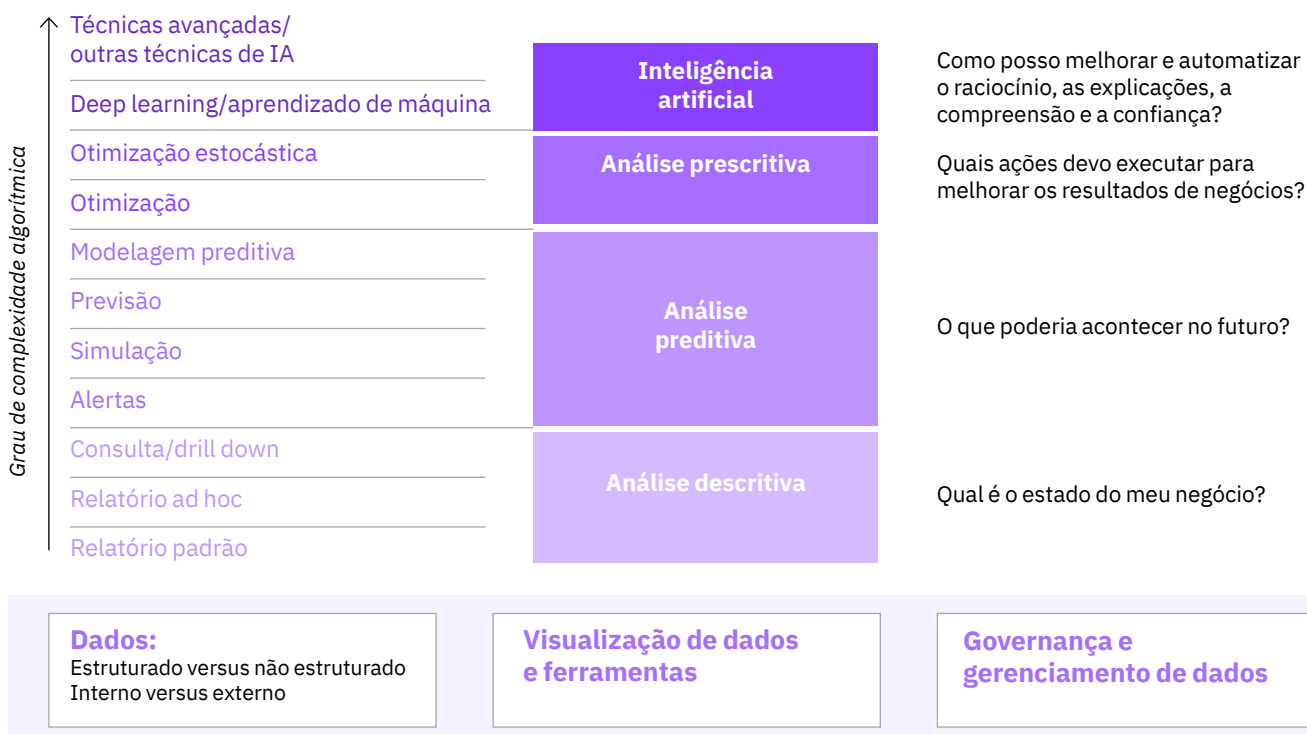 Grau de complexidade algorítmica
Técnicas avançadas/
outras técnicas de IA
Deep learning/aprendizado de máquina
Otimização estocástica
Otimização
Modelagem preditiva
Previsão
Simulação
Alertas
Consulta/drill down
Relatório ad hoc
Relatório padrão
Inteligência
artificial
Análise prescritiva
Análise
preditiva
Análise descritiva
Como posso melhorar e automatizar
o raciocínio, as explicações, a
compreensão e a confiança?
Quais ações devo executar para
melhorar os resultados de negócios?
O que poderia acontecer no futuro?
Qual é o estado do meu negócio?
Dados:
Estruturado versus não estruturado
Interno versus externo
Visualização de dados
e ferramentas
Governança e
gerenciamento de dados